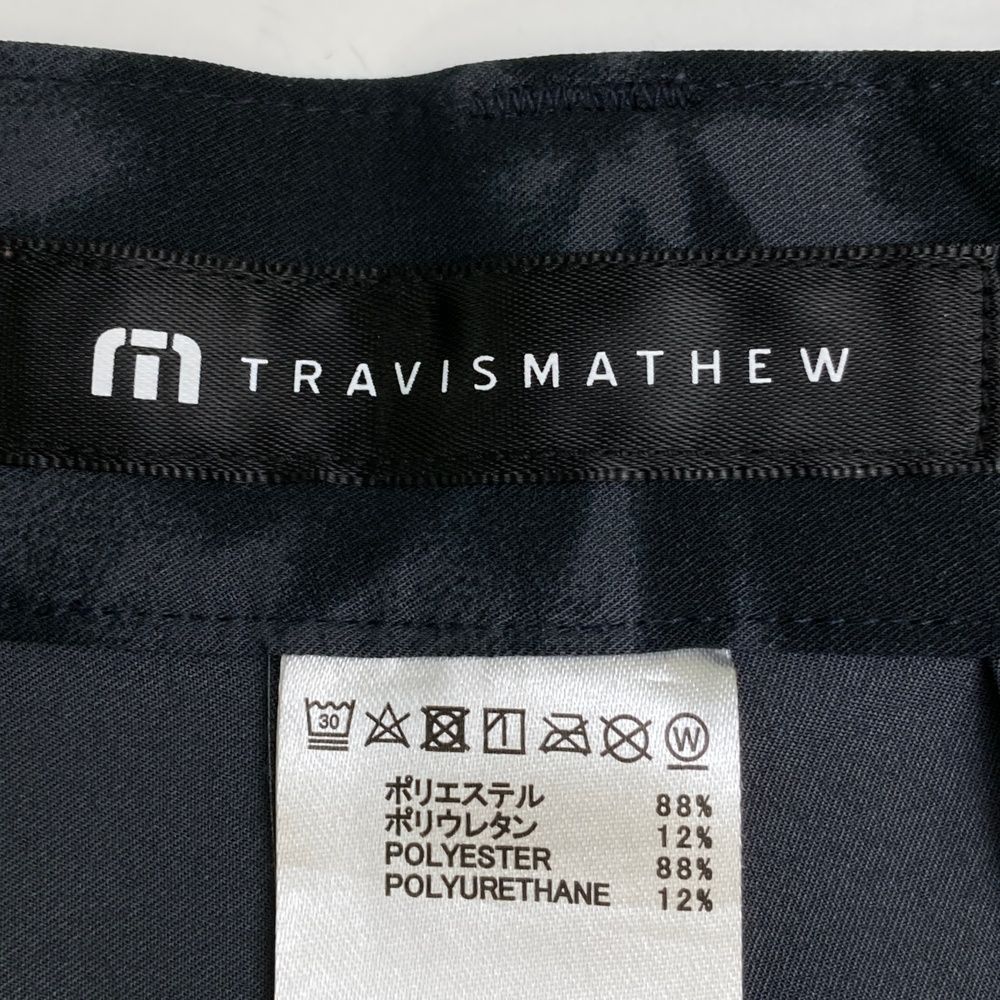 TRAVISMATHEW
30 W
ポリエステル 88%
ポリウレタン 12%
POLYESTER 88%
POLYURETHANE 12%